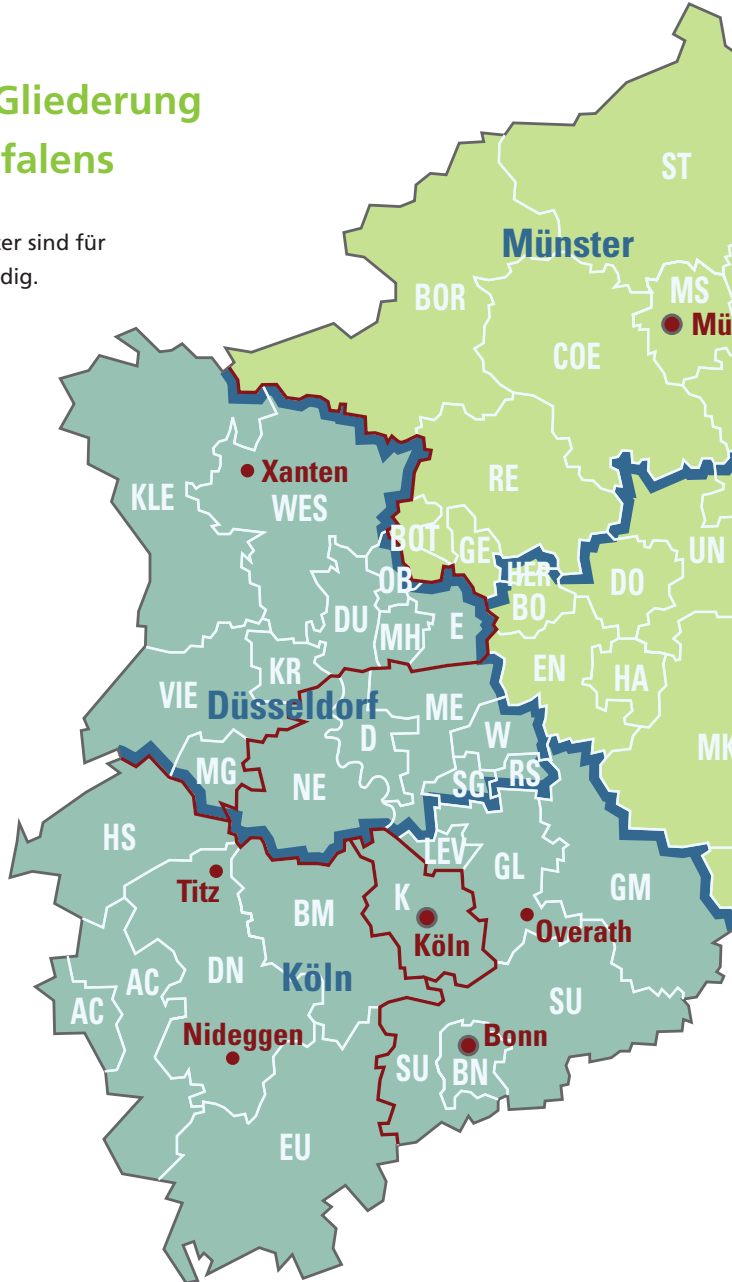 Gliederung
falens
er sind für
dig.
ST
Münster
BOR
MS
Mü
COE
Xanten
KLE
WES
RE
BOT
GE
UN
OB
HER
DO
BO
DU
MH
E
EN
KR
HA
VIE
Düsseldorf
ME
D
W
MK
MG
NE
SG
RS
HS
LEV
GL
Titz
GM
BM
K
Overath
Köln
DN
AC
Köln
AC
SU
Nideggen
Bonn
SU
BN
EU